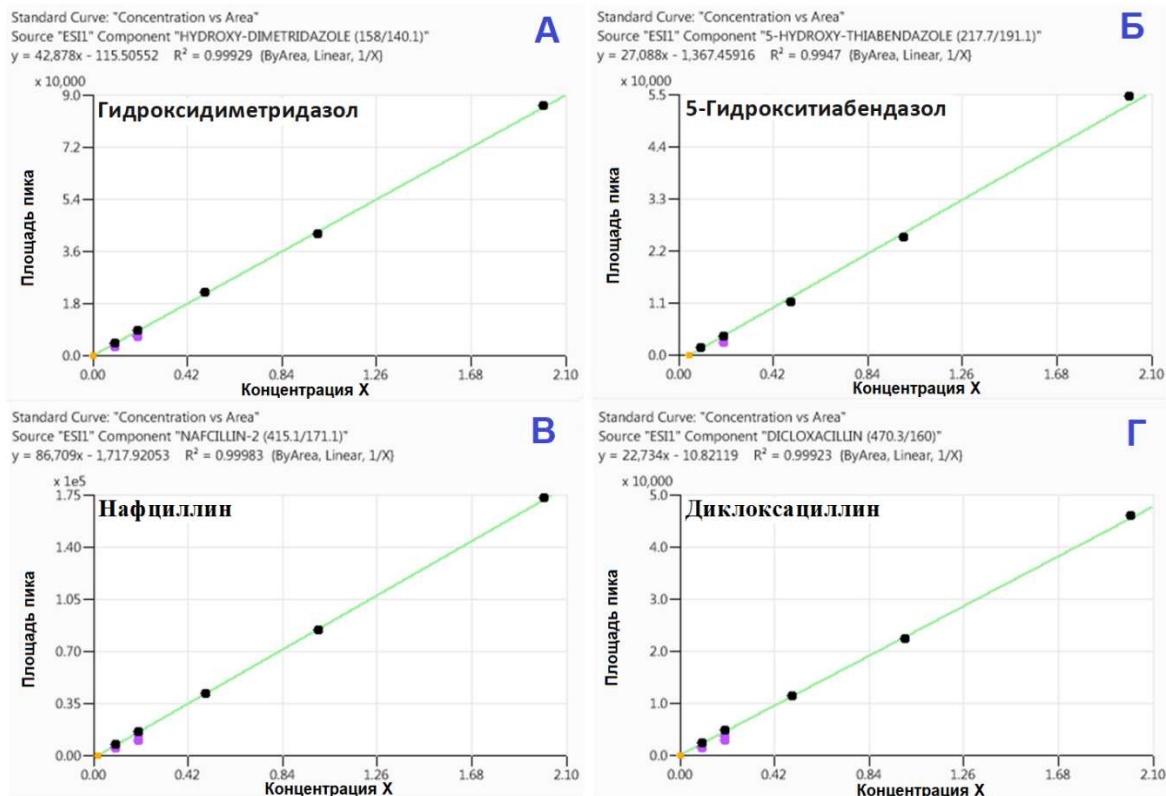 Standard Curve: "Concentration vs Area"
Source "ESI1" Component "HYDROXY-DIMETRIDAZOLE (158/140.1)"
y = 42,878x - 115.50552 R² = 0.99929 {ByArea, Linear, 1/X}
А
x 10,000
Гидроксидиметридазол
9.0
7.2
5.4
3.6
1.8
0.0
Площадь пика
0.00 0.42 0.84 1.26 1.68 2.10
Концентрация X
Standard Curve: "Concentration vs Area"
Source "ESI1" Component "5-HYDROXY-THIABENDAZOLE (217.7/191.1)"
y = 27,088x - 1,367.45916 R² = 0.9947 {ByArea, Linear, 1/X}
Б
x 10,000
5-Гидрокситиабендазол
5.5
4.4
3.3
2.2
1.1
0.0
Площадь пика
0.00 0.42 0.84 1.26 1.68 2.10
Концентрация X
Standard Curve: "Concentration vs Area"
Source "ESI1" Component "NAFCILLIN-2 (415.1/171.1)"
y = 86,709x - 1,717.92053 R² = 0.99983 {ByArea, Linear, 1/X}
В
x 1e5
Нафциллин
1.75
1.40
1.05
0.70
0.35
0.00
Площадь пика
0.00 0.42 0.84 1.26 1.68 2.10
Концентрация X
Standard Curve: "Concentration vs Area"
Source "ESI1" Component "DICLOXACILLIN (470.3/160)"
y = 22,734x - 10.82119 R² = 0.99923 {ByArea, Linear, 1/X}
Г
x 10,000
Диклоксациллин
5.0
4.0
3.0
2.0
1.0
0.0
Площадь пика
0.00 0.42 0.84 1.26 1.68 2.10
Концентрация X